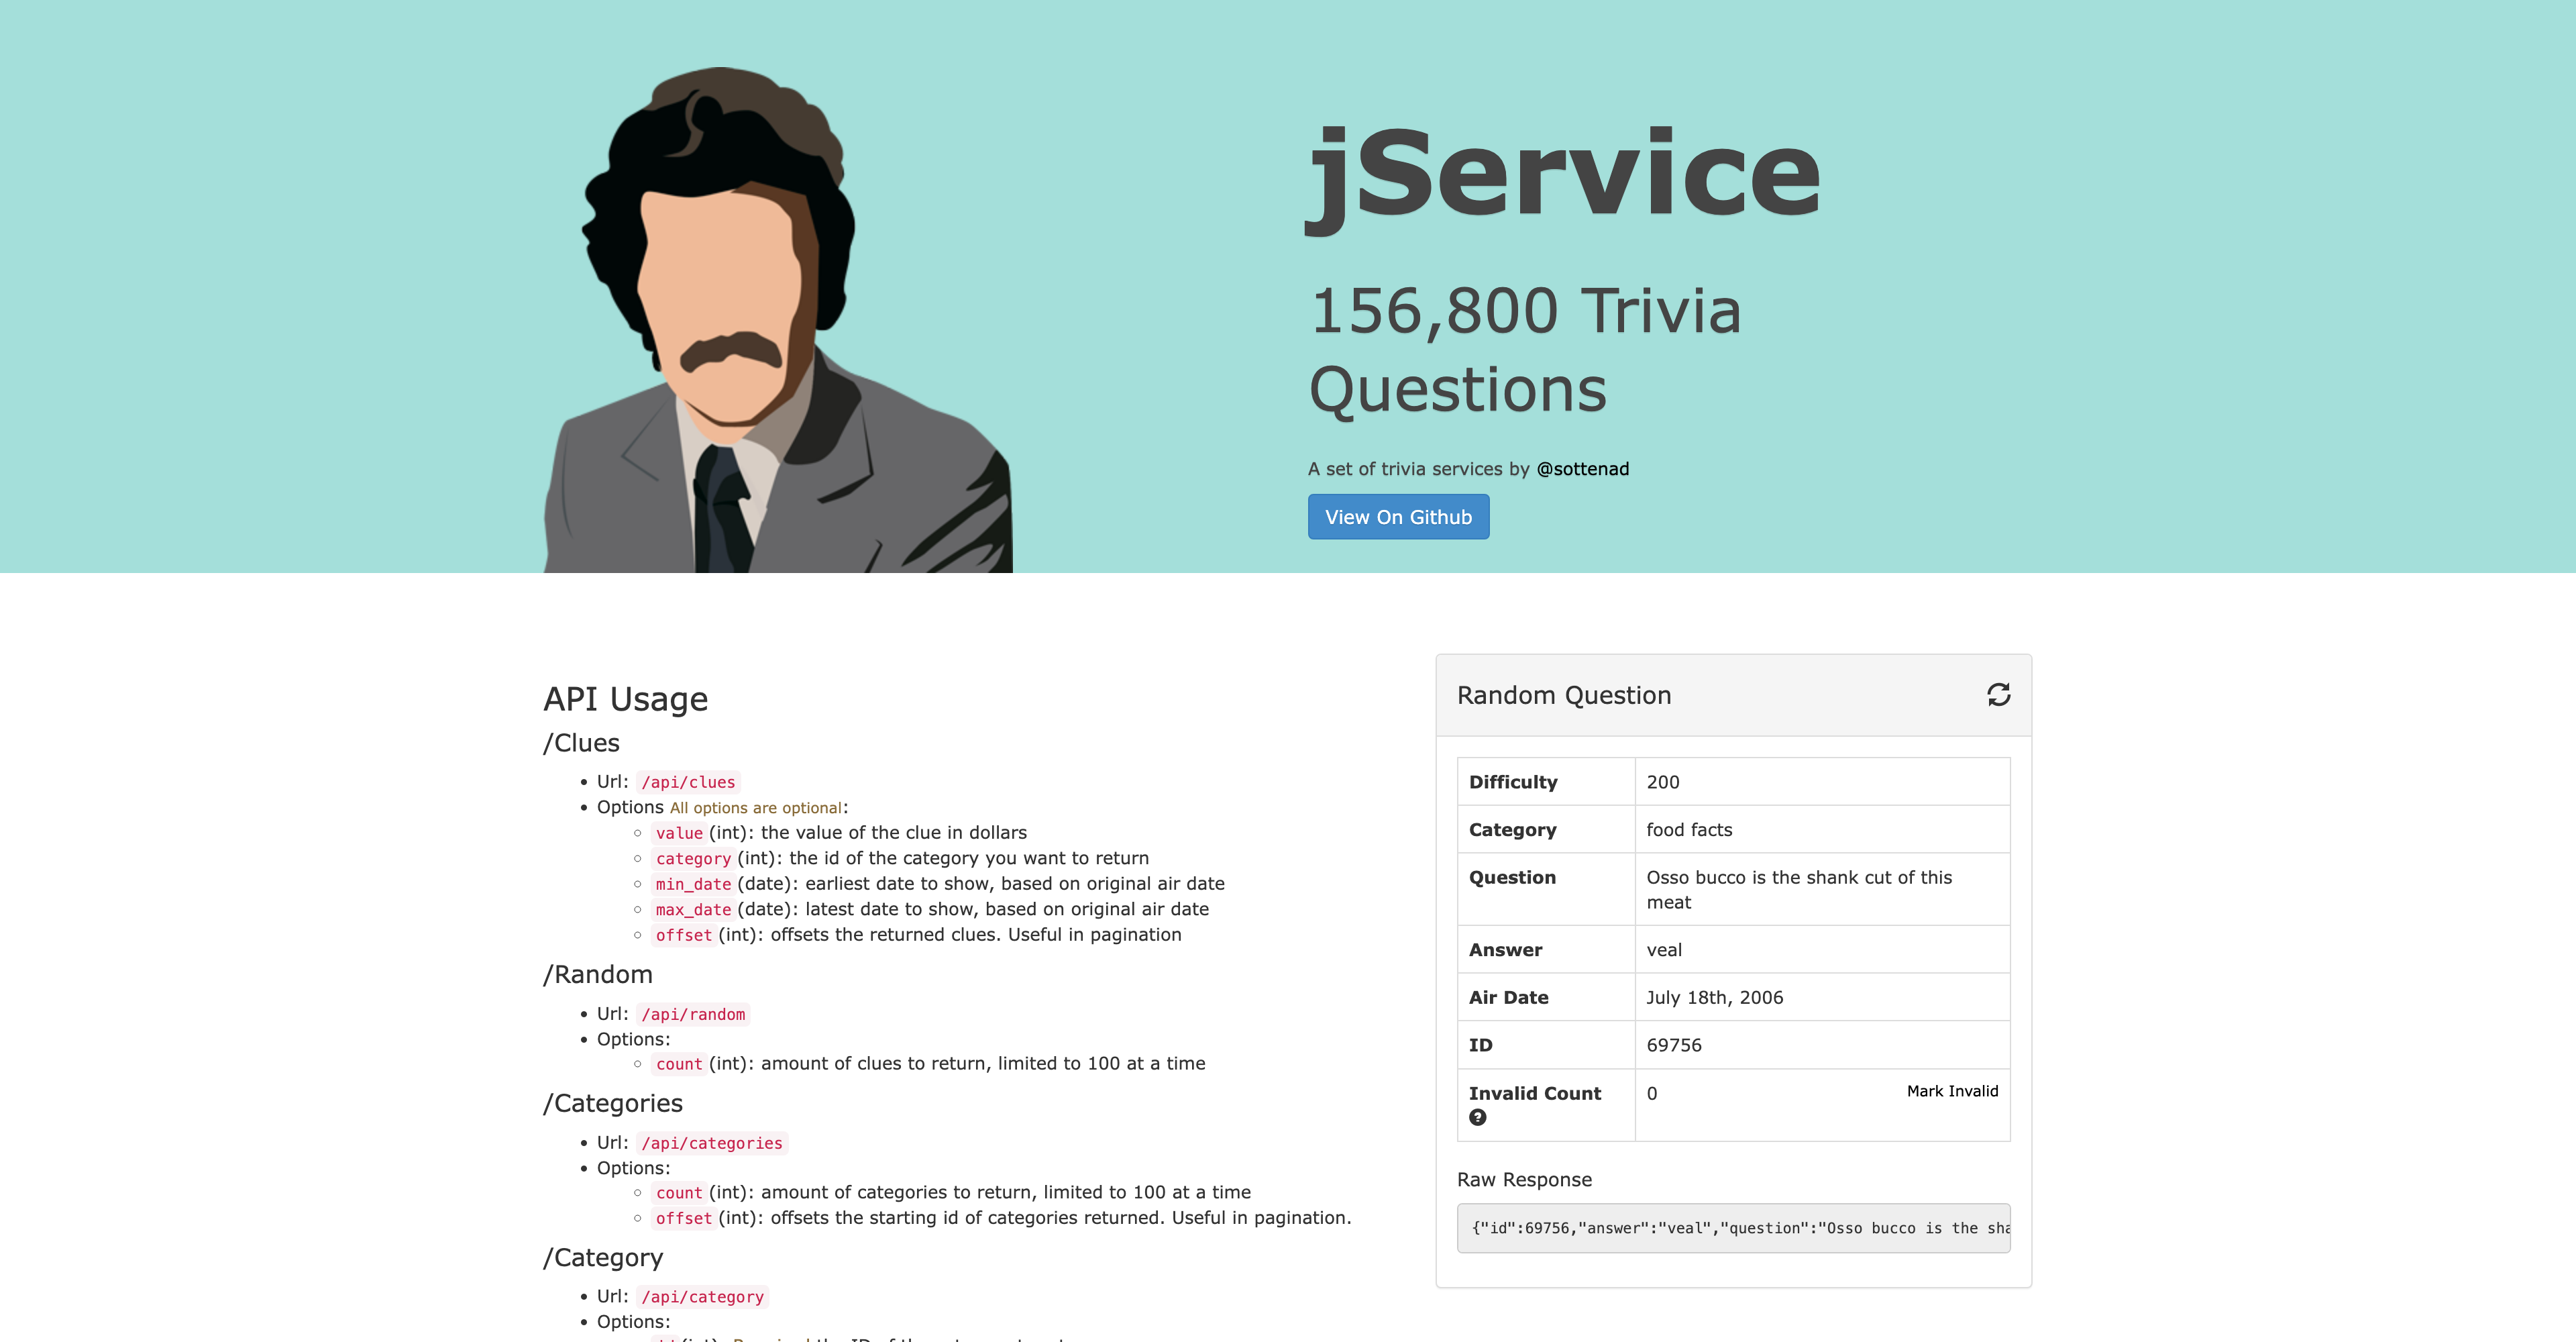 jService
156,800 Trivia
Questions
A set of trivia services by @sottenad
View On Github
API Usage
/Clues
Url: /api/clues
Options All options are optional:
value (int): the value of the clue in dollars
category (int): the id of the category you want to return
min_date (date): earliest date to show, based on original air date
max_date (date): latest date to show, based on original air date
offset (int): offsets the returned clues. Useful in pagination
/Random
Url: /api/random
Options:
count (int): amount of clues to return, limited to 100 at a time
/Categories
Url: /api/categories
Options:
count (int): amount of categories to return, limited to 100 at a time
offset (int): offsets the starting id of categories returned. Useful in pagination.
/Category
Url: /api/category
Options:
Random Question
Difficulty 200
Category food facts
Question Osso bucco is the shank cut of this
meat
Answer veal
Air Date July 18th, 2006
ID 69756
Invalid Count 0 Mark Invalid
Raw Response
{"id":69756,"answer":"veal","question":"Osso bucco is the sha